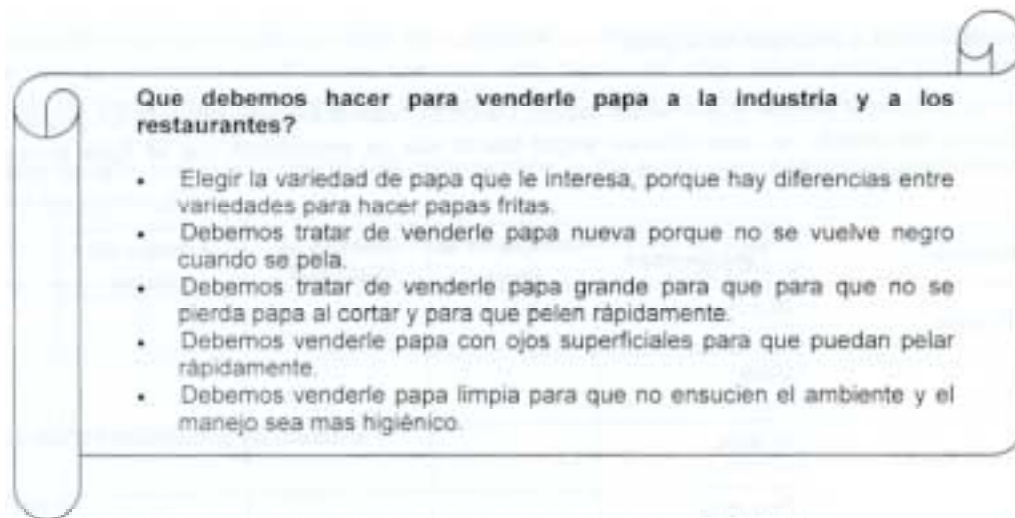 Que debemos hacer para venderle papa a la industria y a los
restaurantes?
• Elegir la variedad de papa que le interesa, porque hay diferencias entre
variedades para hacer papas fritas.
• Debemos tratar de venderle papa nueva porque no se vuelve negro
cuando se pela.
• Debemos tratar de venderle papa grande para que para que no se
pierda papa al cortar y para que pelen rápidamente.
• Debemos venderle papa con ojos superficiales para que puedan pelar
rápidamente.
• Debemos venderle papa limpia para que no ensucien el ambiente y el
manejo sea mas higiénico.